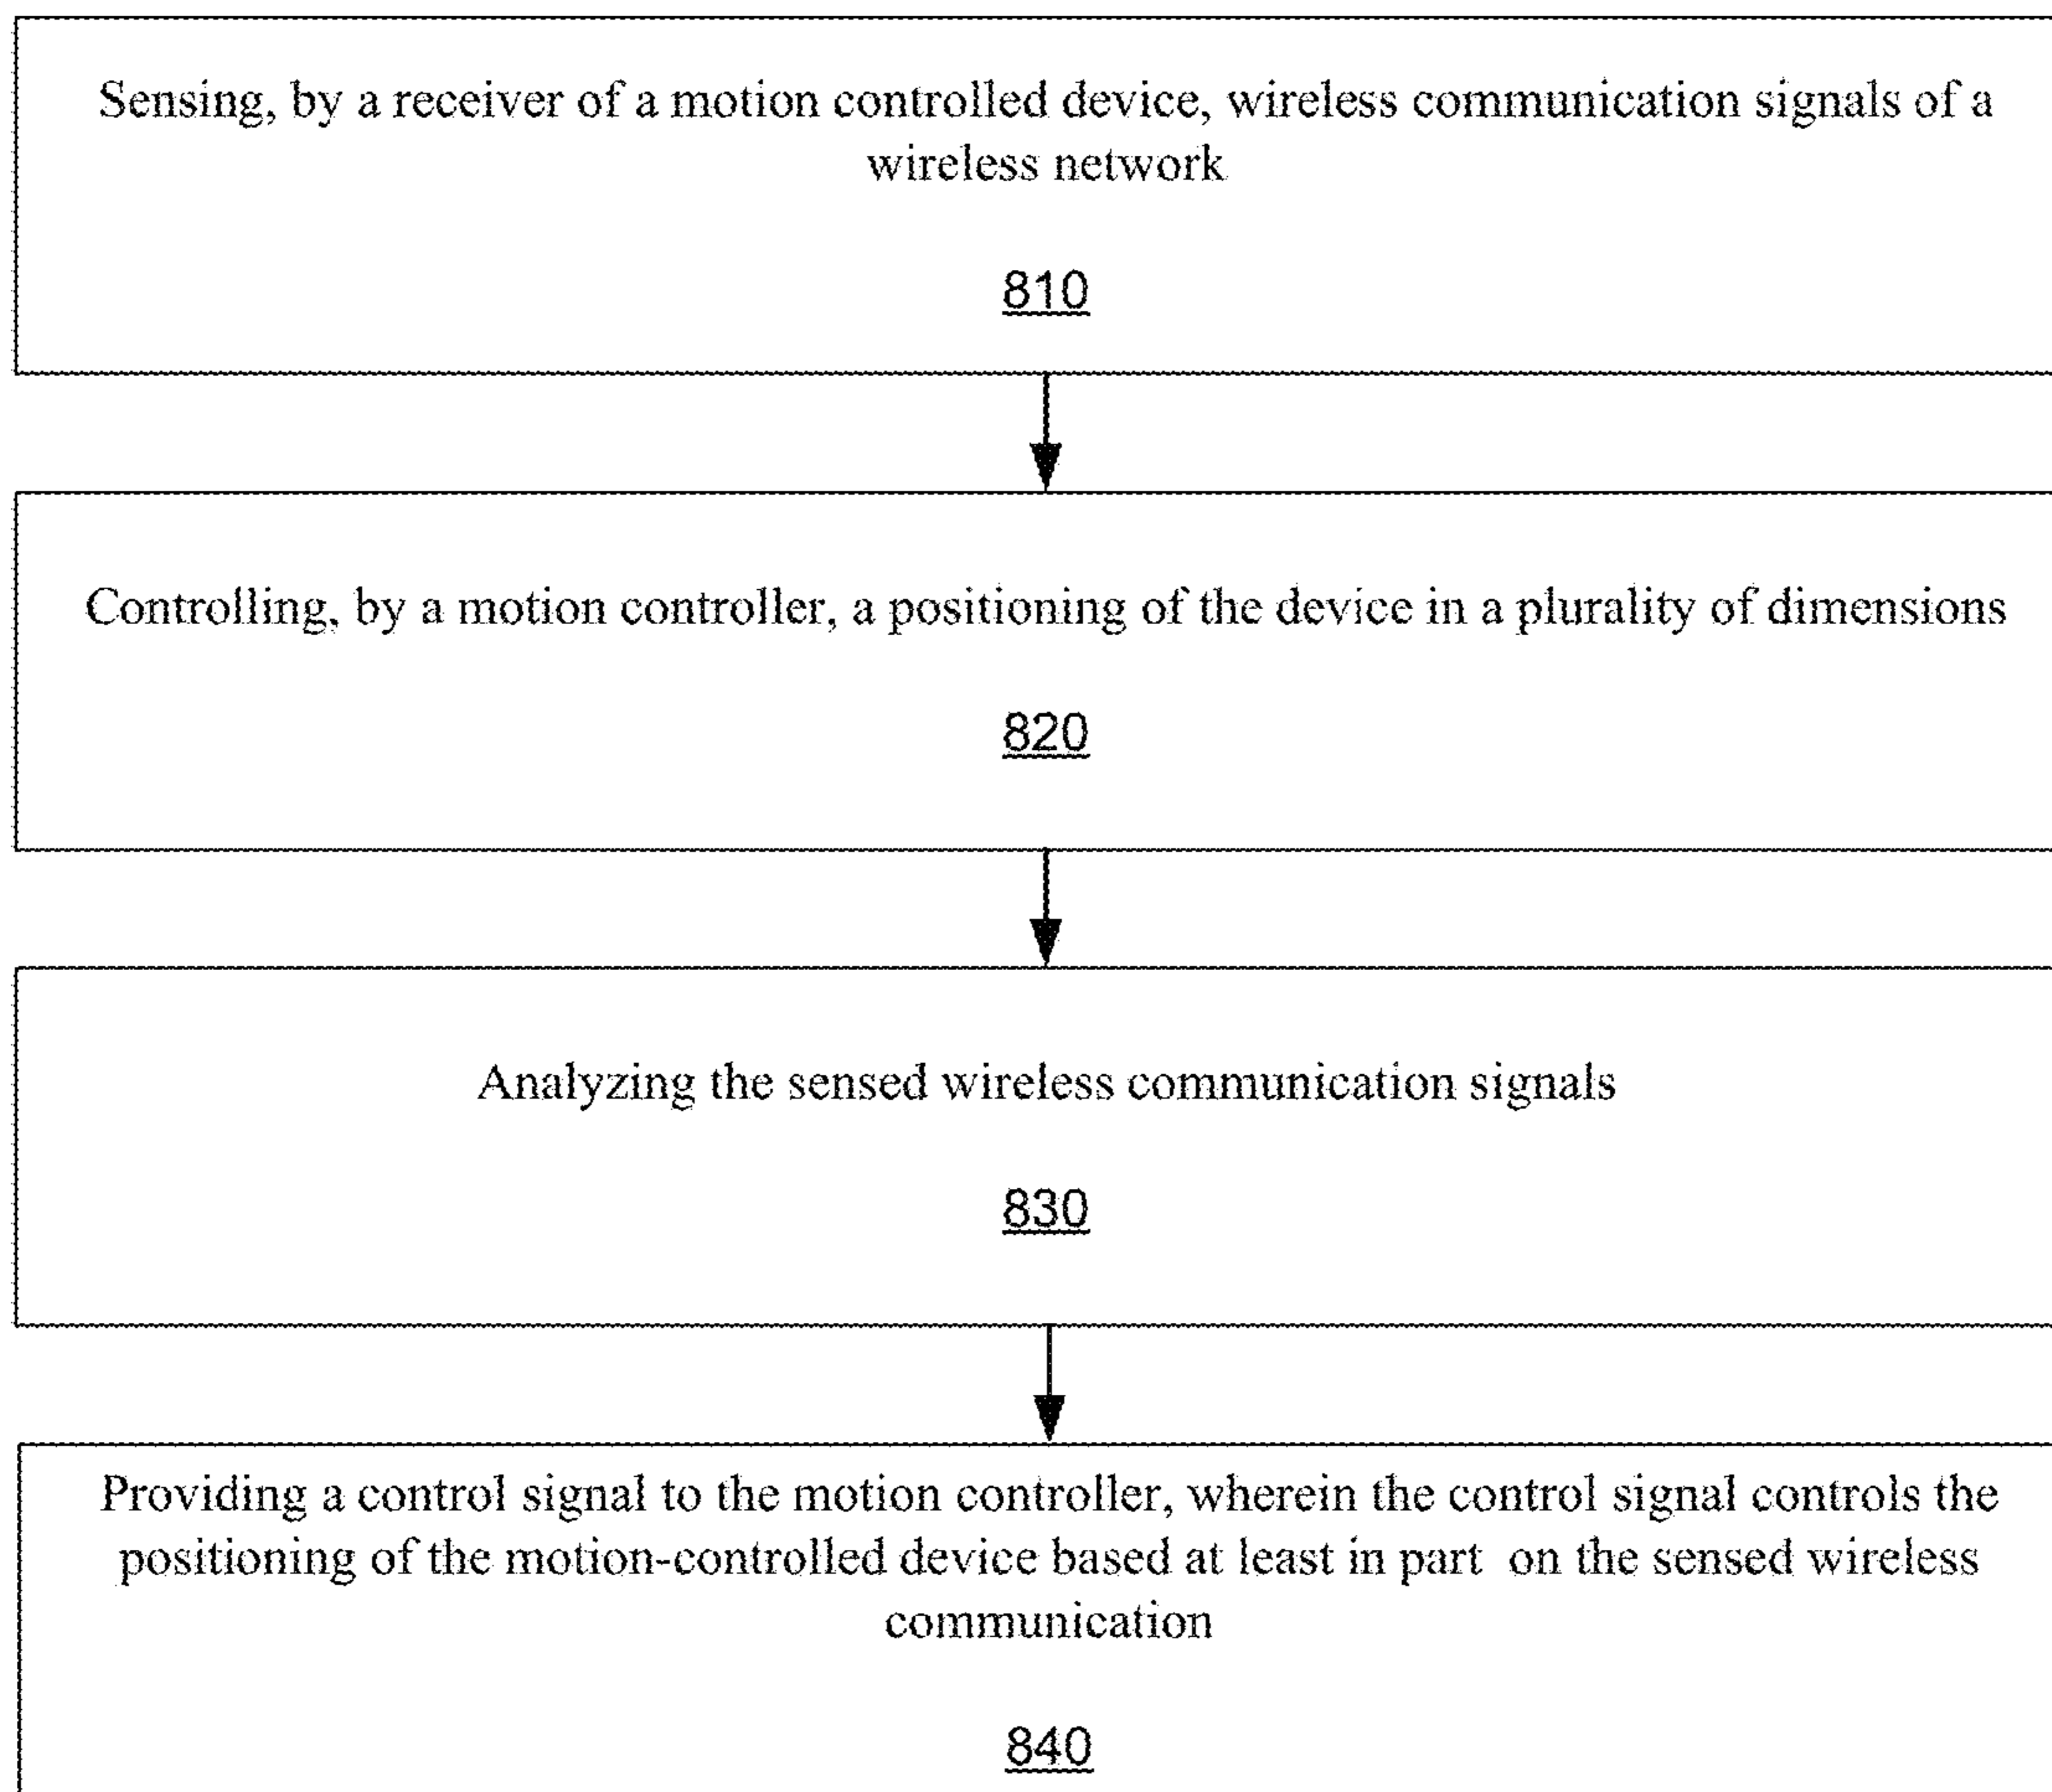 Sensing, by a receiver of a motion controlled device, wireless communication signals of a
wireless network
810
Controlling, by a motion controller, a positioning of the device in a plurality of dimensions
820
Analyzing the sensed wireless communication signals
830
Providing a control signal to the motion controller, wherein the control signal controls the
positioning of the motion-controlled device based at least in part on the sensed wireless
communication
840